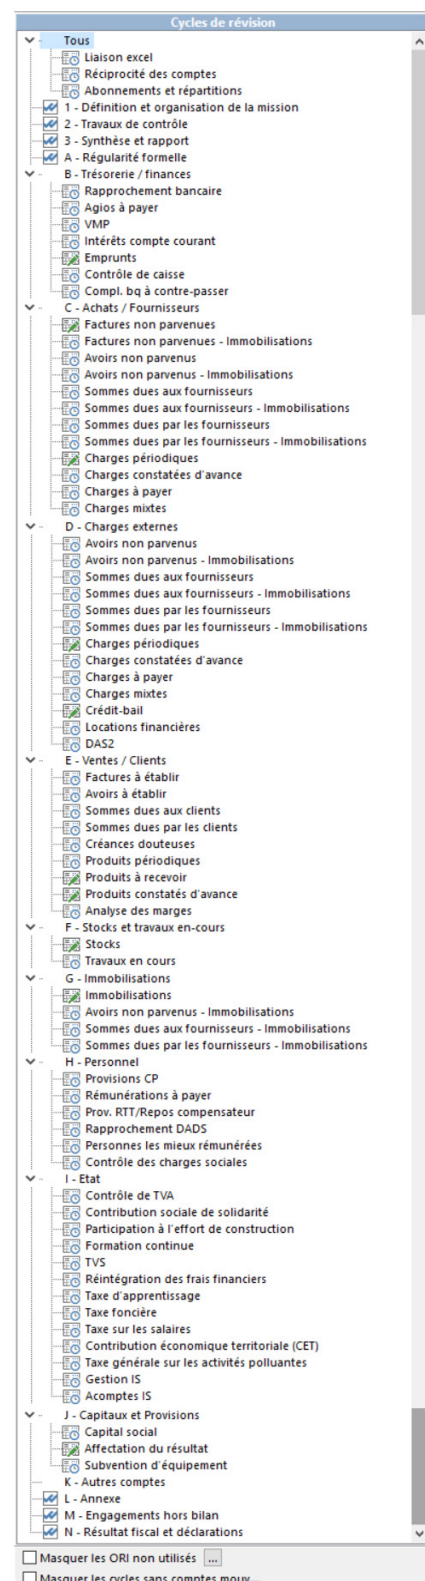 Cycles de révision
Tous
Liaison excel
Réciprocité des comptes
Abonnements et répartitions
1 - Définition et organisation de la mission
2 - Travaux de contrôle
3 - Synthèse et rapport
A - Régularité formelle
B - Trésorerie / finances
Rapprochement bancaire
Agios à payer
VMP
Intérêts compte courant
Emprunts
Contrôle de caisse
Compl. bq à contre-passer
C - Achats / Fournisseurs
Factures non parvenues
Factures non parvenues - Immobilisations
Avoirs non parvenus
Avoirs non parvenus - Immobilisations
Sommes dues aux fournisseurs
Sommes dues aux fournisseurs - Immobilisations
Sommes dues par les fournisseurs
Sommes dues par les fournisseurs - Immobilisations
Charges périodiques
Charges constatées d'avance
Charges à payer
Charges mixtes
D - Charges externes
Avoirs non parvenus
Avoirs non parvenus - Immobilisations
Sommes dues aux fournisseurs
Sommes dues aux fournisseurs - Immobilisations
Sommes dues par les fournisseurs
Sommes dues par les fournisseurs - Immobilisations
Charges périodiques
Charges constatées d'avance
Charges à payer
Charges mixtes
Crédit-bail
Locations financières
DAS2
E - Ventes / Clients
Factures à établir
Avoirs à établir
Sommes dues aux clients
Sommes dues par les clients
Créances douteuses
Produits périodiques
Produits à recevoir
Produits constatés d'avance
Analyse des marges
F - Stocks et travaux en-cours
Stocks
Travaux en cours
G - Immobilisations
Immobilisations
Avoirs non parvenus - Immobilisations
Sommes dues aux fournisseurs - Immobilisations
Sommes dues par les fournisseurs - Immobilisations
H - Personnel
Provisions CP
Rémunérations à payer
Prov. RTT/Repos compensateur
Rapprochement DADS
Personnes les mieux rémunérées
Contrôle des charges sociales
I - Etat
Contrôle de TVA
Contribution sociale de solidarité
Participation à l'effort de construction
Formation continue
TVS
Réintégration des frais financiers
Taxe d'apprentissage
Taxe foncière
Taxe sur les salaires
Contribution économique territoriale (CET)
Taxe générale sur les activités polluantes
Gestion IS
Acomptes IS
J - Capitaux et Provisions
Capital social
Affectation du résultat
Subvention d'équipement
K - Autres comptes
L - Annexe
M - Engagements hors bilan
N - Résultat fiscal et déclarations
Masquer les ORI non utilisés ...
Masquer les cycles sans comptes mouv...